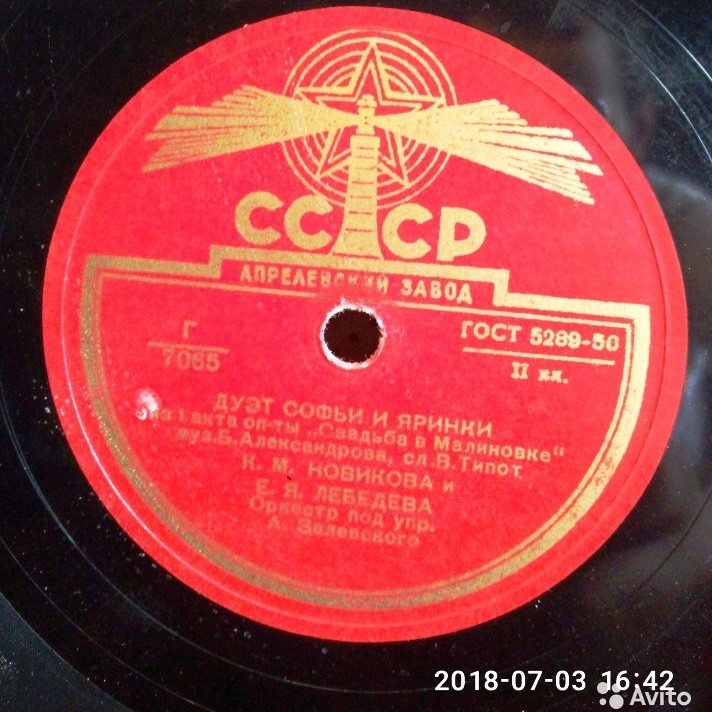 СССР
АПРЕЛЕВСКИЙ ЗАВОД
Г
7065
ГОСТ 5289-56
II кл.
ДУЭТ СОФЬИ И ЯРИНКИ
из 1 акта оп-ты „Свадьба в Малиновке“
муз. Б. Александрова, сл. В. Типот
К. М. НОВИКОВА и
Е. Я. ЛЕБЕДЕВА
Оркестр под упр.
А. Залевского
2018-07-03 16:42
Avito